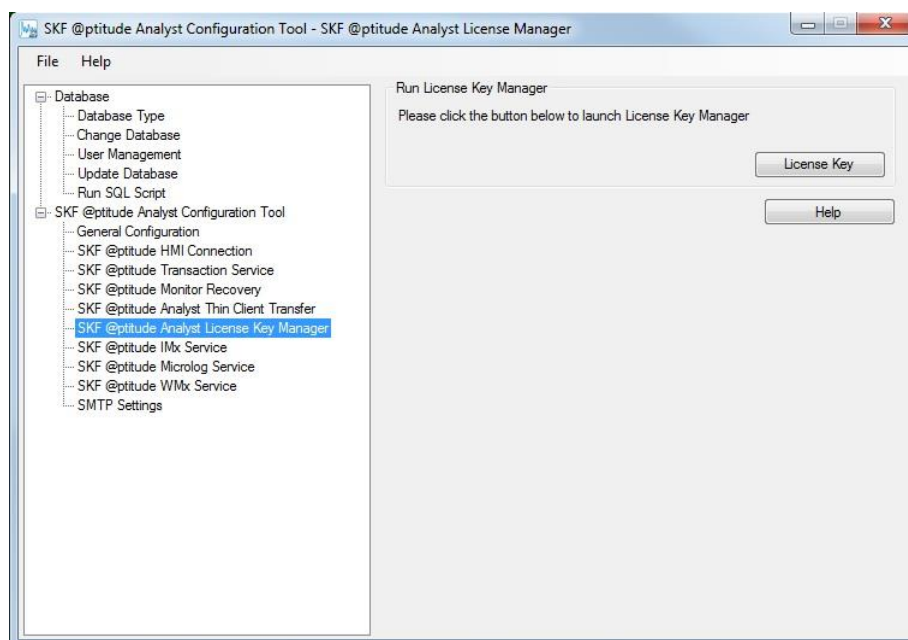 SKF @ptitude Analyst Configuration Tool - SKF @ptitude Analyst License Manager
File Help
Database
Database Type
Change Database
User Management
Update Database
Run SQL Script
SKF @ptitude Analyst Configuration Tool
General Configuration
SKF @ptitude HMI Connection
SKF @ptitude Transaction Service
SKF @ptitude Monitor Recovery
SKF @ptitude Analyst Thin Client Transfer
SKF @ptitude Analyst License Key Manager
SKF @ptitude IMx Service
SKF @ptitude Microlog Service
SKF @ptitude WMx Service
SMTP Settings
Run License Key Manager
Please click the button below to launch License Key Manager
License Key
Help